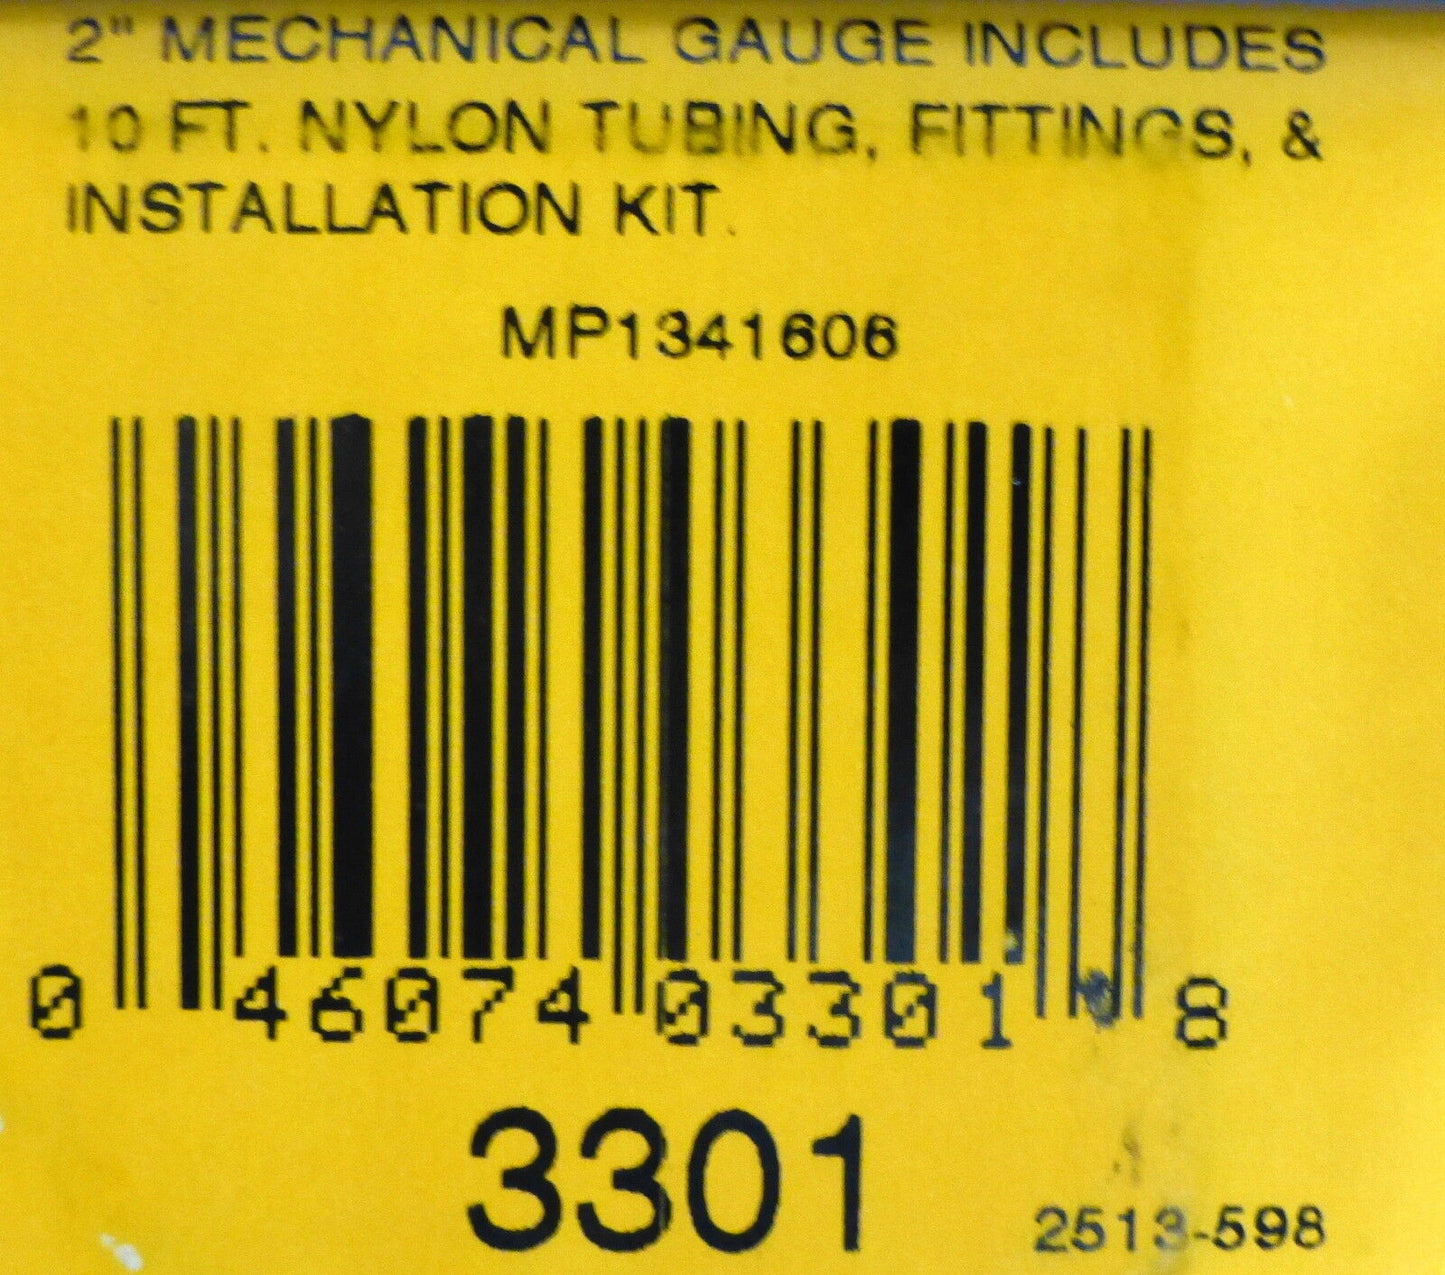 2" MECHANICAL GAUGE INCLUDES
10 FT. NYLON TUBING, FITTINGS, &
INSTALLATION KIT.
MP1341606
0 46074 03301 8
3301
2513-598